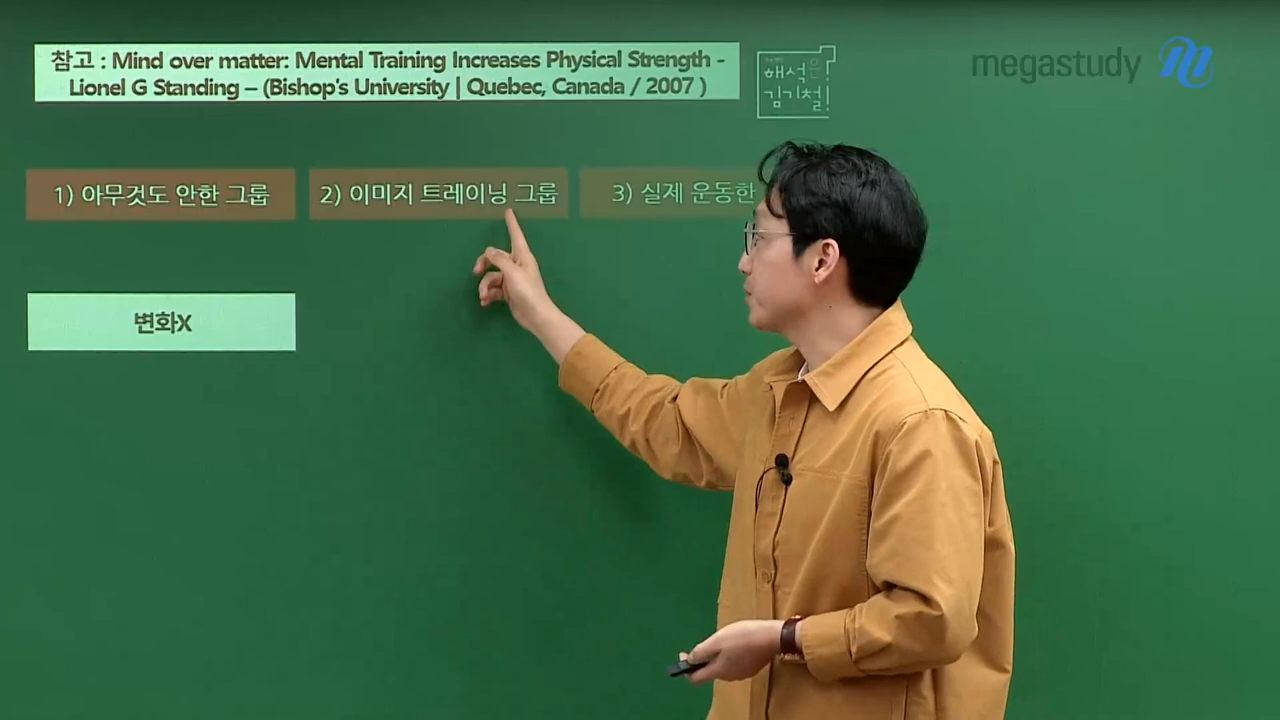 참고 : Mind over matter: Mental Training Increases Physical Strength -
Lionel G Standing – (Bishop's University | Quebec, Canada / 2007 )
해석은!
김기철!
megastudy
1) 아무것도 안한 그룹
2) 이미지 트레이닝 그룹
3) 실제 운동한
변화X